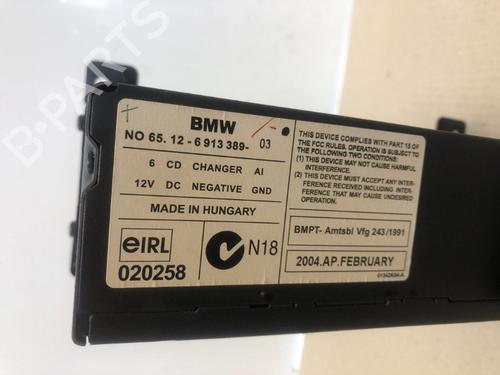 BMW
NO 65. 12 - 6 913 389- 03
6 CD CHANGER AI
12V DC NEGATIVE GND
MADE IN HUNGARY
eIRL
020258
N18
THIS DEVICE COMPLIES WITH PART 15 OF
THE FCC RULES. OPERATION IS SUBJECT TO
THE FOLLOWING TWO CONDITIONS:
(1) THIS DEVICE MAY NOT CAUSE HARMFUL
INTERFERENCE.
(2) THIS DEVICE MUST ACCEPT ANY INTER-
FERENCE RECEIVED INCLUDING INTER-
FERENCE THAT MAY CAUSE UNDESIRED
OPERATION.
BMPT- Amtsbl Vfg 243/1991
2004.AP.FEBRUARY
B-PARTS